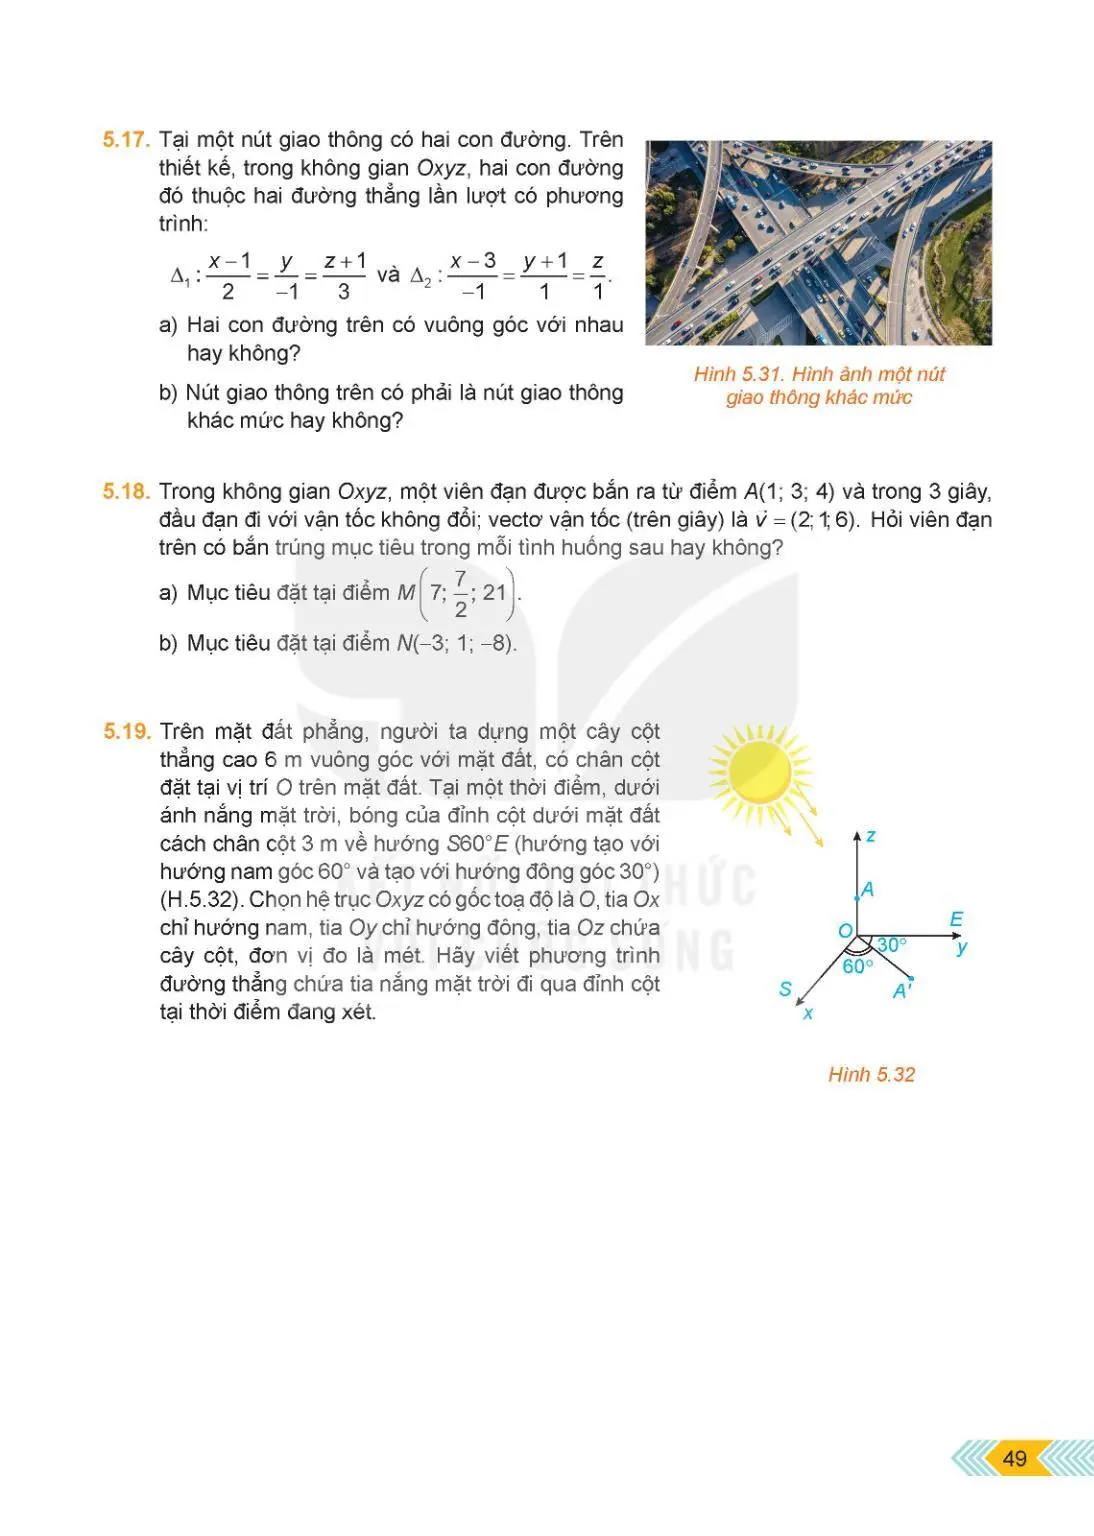 5.17. Tại một nút giao thông có hai con đường. Trên
thiết kế, trong không gian Oxyz, hai con đường
đó thuộc hai đường thẳng lần lượt có phương
trình:
Δ₁ : (x – 1)/2 = y/–1 = (z + 1)/3 và Δ₂ : (x – 3)/–1 = (y + 1)/1 = z/1.
a) Hai con đường trên có vuông góc với nhau
hay không?
b) Nút giao thông trên có phải là nút giao thông
khác mức hay không?
Hình 5.31. Hình ảnh một nút
giao thông khác mức
5.18. Trong không gian Oxyz, một viên đạn được bắn ra từ điểm A(1; 3; 4) và trong 3 giây,
đầu đạn đi với vận tốc không đổi; vectơ vận tốc (trên giây) là v⃗ = (2; 1; 6). Hỏi viên đạn
trên có bắn trúng mục tiêu trong mỗi tình huống sau hay không?
a) Mục tiêu đặt tại điểm M(7; 7/2; 21).
b) Mục tiêu đặt tại điểm N(–3; 1; –8).
5.19. Trên mặt đất phẳng, người ta dựng một cây cột
thẳng cao 6 m vuông góc với mặt đất, có chân cột
đặt tại vị trí O trên mặt đất. Tại một thời điểm, dưới
ánh nắng mặt trời, bóng của đỉnh cột dưới mặt đất
cách chân cột 3 m về hướng S60°E (hướng tạo với
hướng nam góc 60° và tạo với hướng đông góc 30°)
(H.5.32). Chọn hệ trục Oxyz có gốc toạ độ là O, tia Ox
chỉ hướng nam, tia Oy chỉ hướng đông, tia Oz chứa
cây cột, đơn vị đo là mét. Hãy viết phương trình
đường thẳng chứa tia nắng mặt trời đi qua đỉnh cột
tại thời điểm đang xét.
z
A
O
E
30°
y
60°
S
A'
x
Hình 5.32
KẾT NỐI TRI THỨC
VỚI CUỘC SỐNG
49